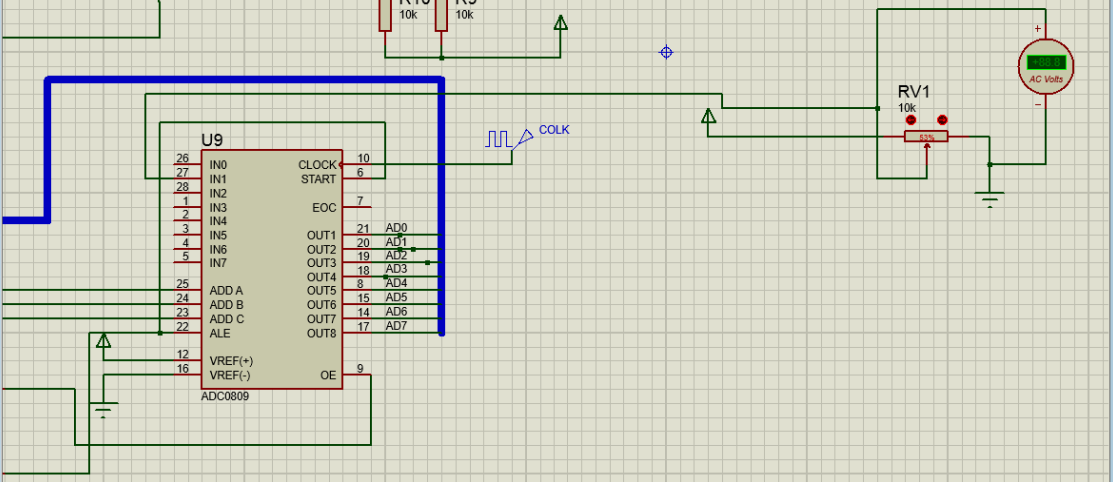 10k
10k
+88.8
AC Volts
RV1
10k
53%
COLK
U9
26 IN0 CLOCK 10
27 IN1 START 6
28 IN2
1 IN3 EOC 7
2 IN4
3 IN5 OUT1 21 AD0
4 IN6 OUT2 20 AD1
5 IN7 OUT3 19 AD2
OUT4 18 AD3
25 ADD A OUT5 8 AD4
24 ADD B OUT6 15 AD5
23 ADD C OUT7 14 AD6
22 ALE OUT8 17 AD7
12 VREF(+)
16 VREF(-) OE 9
ADC0809